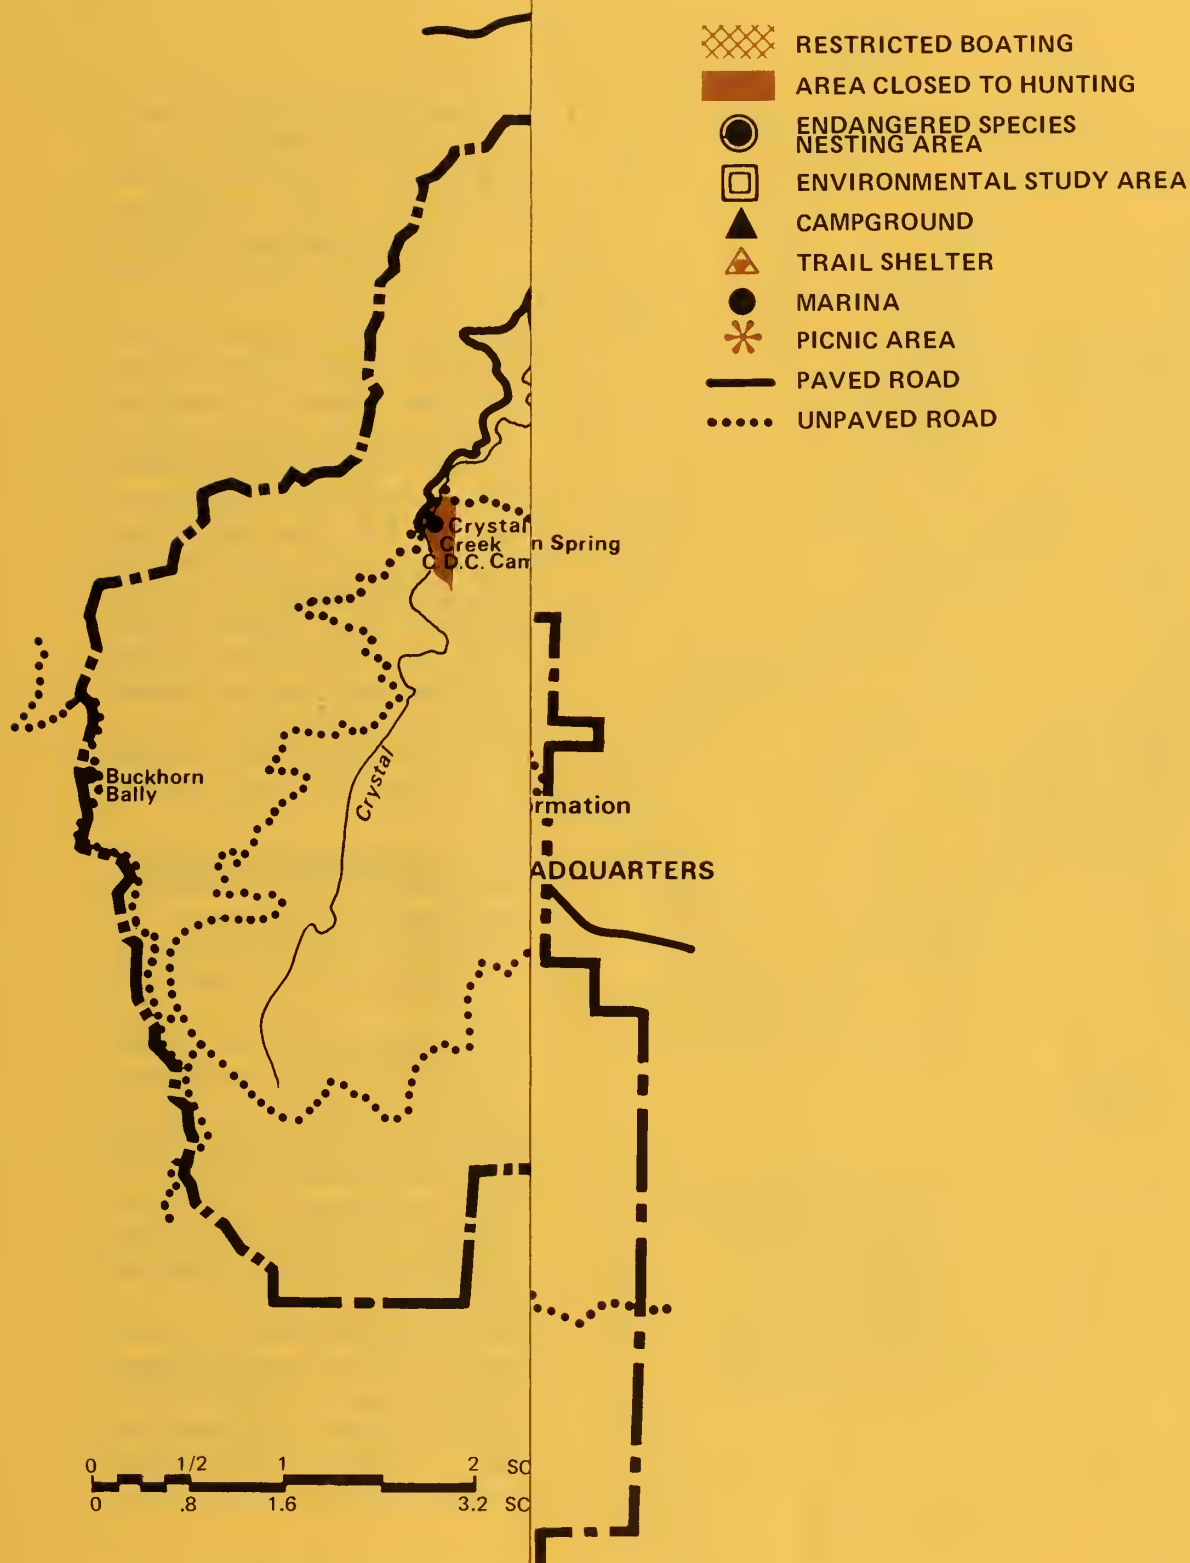 RESTRICTED BOATING
AREA CLOSED TO HUNTING
ENDANGERED SPECIES
NESTING AREA
ENVIRONMENTAL STUDY AREA
CAMPGROUND
TRAIL SHELTER
MARINA
PICNIC AREA
PAVED ROAD
UNPAVED ROAD
Crystal
Creek
C.D.C. Cam
n Spring
Crystal
Buckhorn
Bally
ormation
ADQUARTERS
0 1/2 1 2 SC
0 .8 1.6 3.2 SC